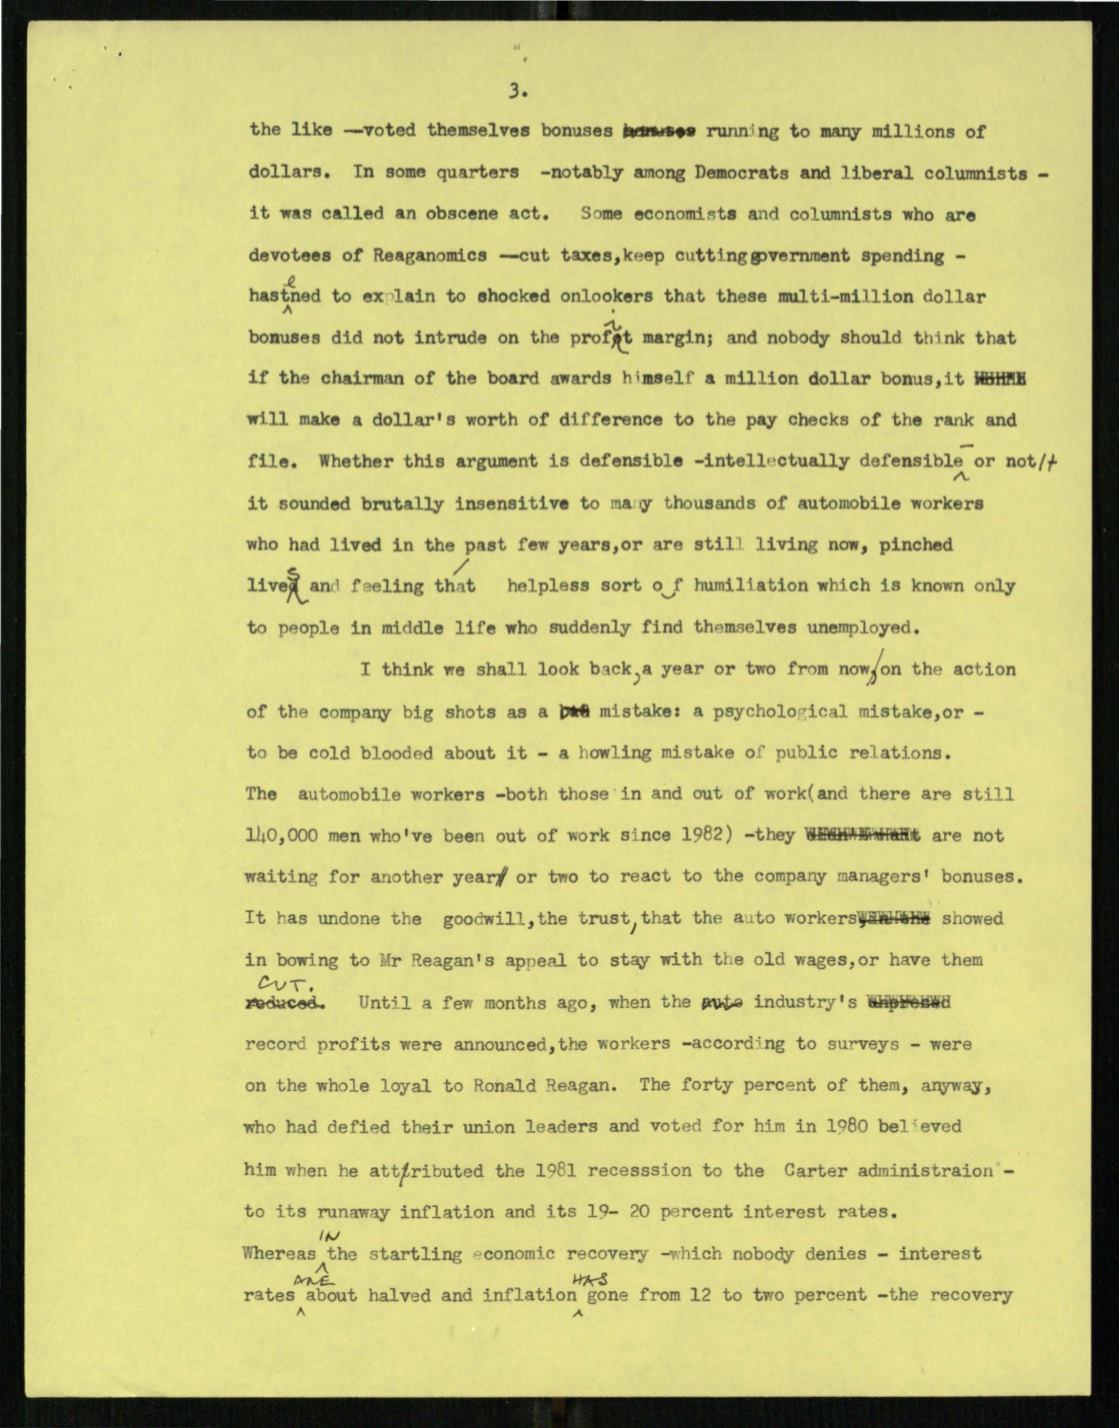 3.
the like —voted themselves bonuses bonuses running to many millions of
dollars. In some quarters -notably among Democrats and liberal columnists -
it was called an obscene act. Some economists and columnists who are
devotees of Reaganomics —cut taxes,keep cuttinggovernment spending -
hastened to explain to shocked onlookers that these multi-million dollar
bonuses did not intrude on the profit margin; and nobody should think that
if the chairman of the board awards himself a million dollar bonus,it
will make a dollar's worth of difference to the pay checks of the rank and
file. Whether this argument is defensible -intellectually defensible - or not/t
it sounded brutally insensitive to many thousands of automobile workers
who had lived in the past few years,or are still living now, pinched
lives and feeling that helpless sort of humiliation which is known only
to people in middle life who suddenly find themselves unemployed.
I think we shall look back,a year or two from now,/on the action
of the company big shots as a bad mistake: a psychological mistake,or -
to be cold blooded about it - a howling mistake of public relations.
The automobile workers -both those in and out of work(and there are still
140,000 men who've been out of work since 1982) -they are not
waiting for another year or two to react to the company managers' bonuses.
It has undone the goodwill,the trust,that the auto workers showed
in bowing to Mr Reagan's appeal to stay with the old wages,or have them
CUT.
reduced. Until a few months ago, when the auto industry's
record profits were announced,the workers -according to surveys - were
on the whole loyal to Ronald Reagan. The forty percent of them, anyway,
who had defied their union leaders and voted for him in 1980 believed
him when he attributed the 1981 recesssion to the Carter administraion -
to its runaway inflation and its 19- 20 percent interest rates.
Whereas IN the startling economic recovery -which nobody denies - interest
rates ARE about halved and inflation HAS gone from 12 to two percent -the recovery